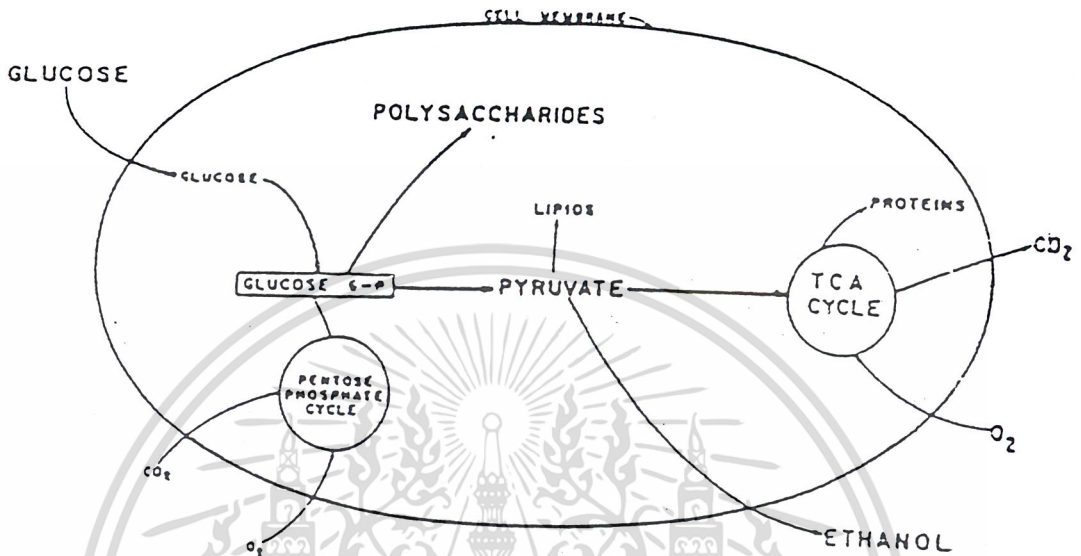 CELL MEMBRANE
GLUCOSE
POLYSACCHARIDES
GLUCOSE
LIPIDS
PROTEINS
CO₂
GLUCOSE 6-P
PYRUVATE
TCA
CYCLE
PENTOSE
PHOSPHATE
CYCLE
O₂
CO₂
O₂
ETHANOL